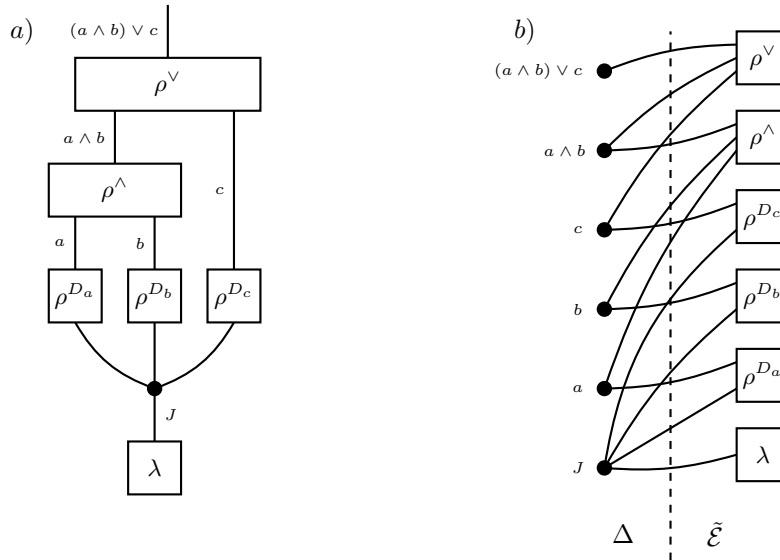 a)
(a ∧ b) ∨ c
ρ^∨
a ∧ b
c
ρ^∧
a
b
ρ^{D_a}
ρ^{D_b}
ρ^{D_c}
J
λ
b)
(a ∧ b) ∨ c
ρ^∨
a ∧ b
ρ^∧
c
ρ^{D_c}
b
ρ^{D_b}
a
ρ^{D_a}
J
λ
Δ
Ẽ